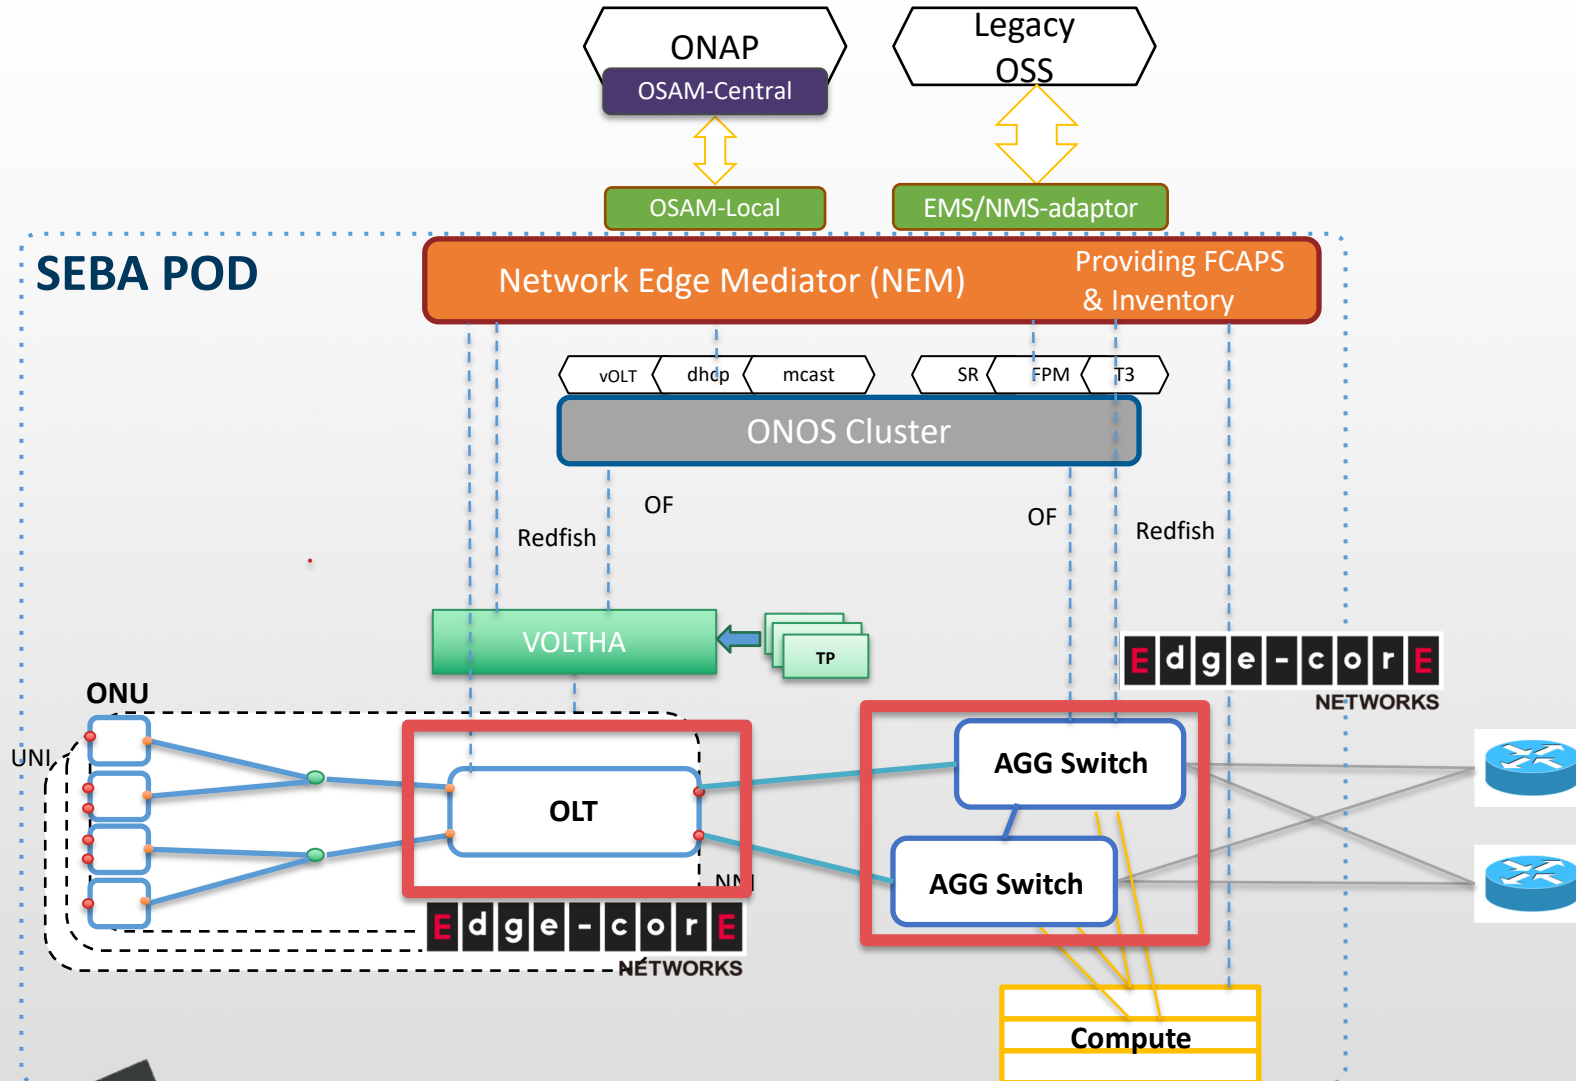 ONAP
OSAM-Central
Legacy
OSS
OSAM-Local
EMS/NMS-adaptor
SEBA POD
Network Edge Mediator (NEM)
Providing FCAPS
& Inventory
vOLT
dhcp
mcast
SR
FPM
T3
ONOS Cluster
OF
Redfish
OF
Redfish
VOLTHA
TP
Edge-corE
NETWORKS
ONU
UNI
OLT
NNI
AGG Switch
AGG Switch
Edge-corE
NETWORKS
Compute